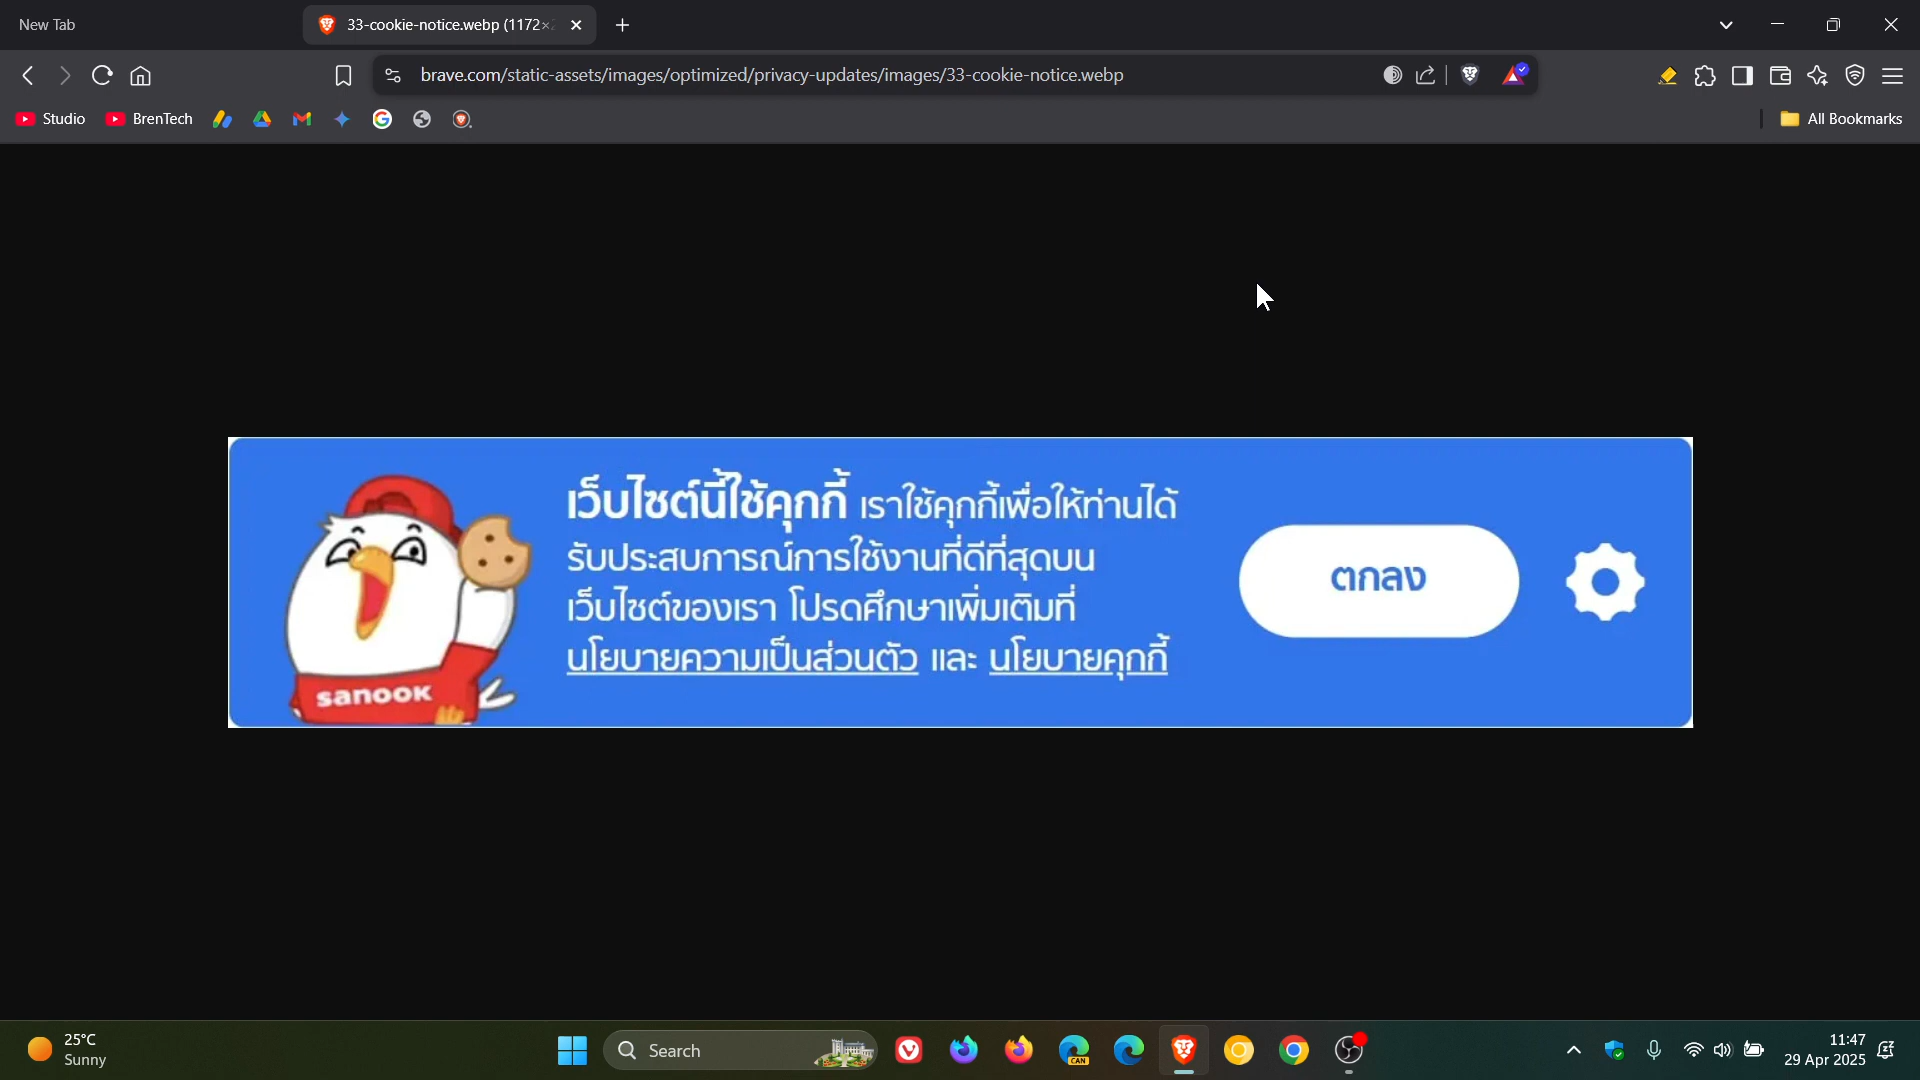 New Tab
33-cookie-notice.webp (1172×
brave.com/static-assets/images/optimized/privacy-updates/images/33-cookie-notice.webp
Studio
BrenTech
All Bookmarks
เว็บไซต์นี้ใช้คุกกี้ เราใช้คุกกี้เพื่อให้ท่านได้
รับประสบการณ์การใช้งานที่ดีที่สุดบน
เว็บไซต์ของเรา โปรดศึกษาเพิ่มเติมที่
นโยบายความเป็นส่วนตัว และ นโยบายคุกกี้
ตกลง
sanook
25°C
Sunny
Search
CAN
11:47
29 Apr 2025